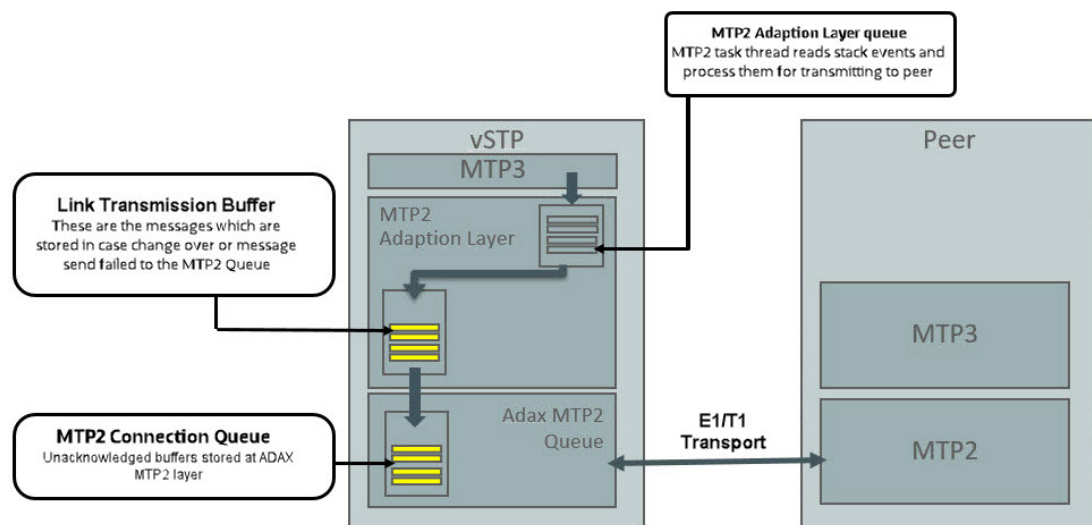 MTP2 Adaption Layer queue
MTP2 task thread reads stack events and
process them for transmitting to peer
vSTP
MTP3
Peer
Link Transmission Buffer
These are the messages which are
stored in case change over or message
send failed to the MTP2 Queue
MTP2
Adaption Layer
MTP3
MTP2 Connection Queue
Unacknowledged buffers stored at ADAX
MTP2 layer
Adax MTP2
Queue
E1/T1
Transport
MTP2